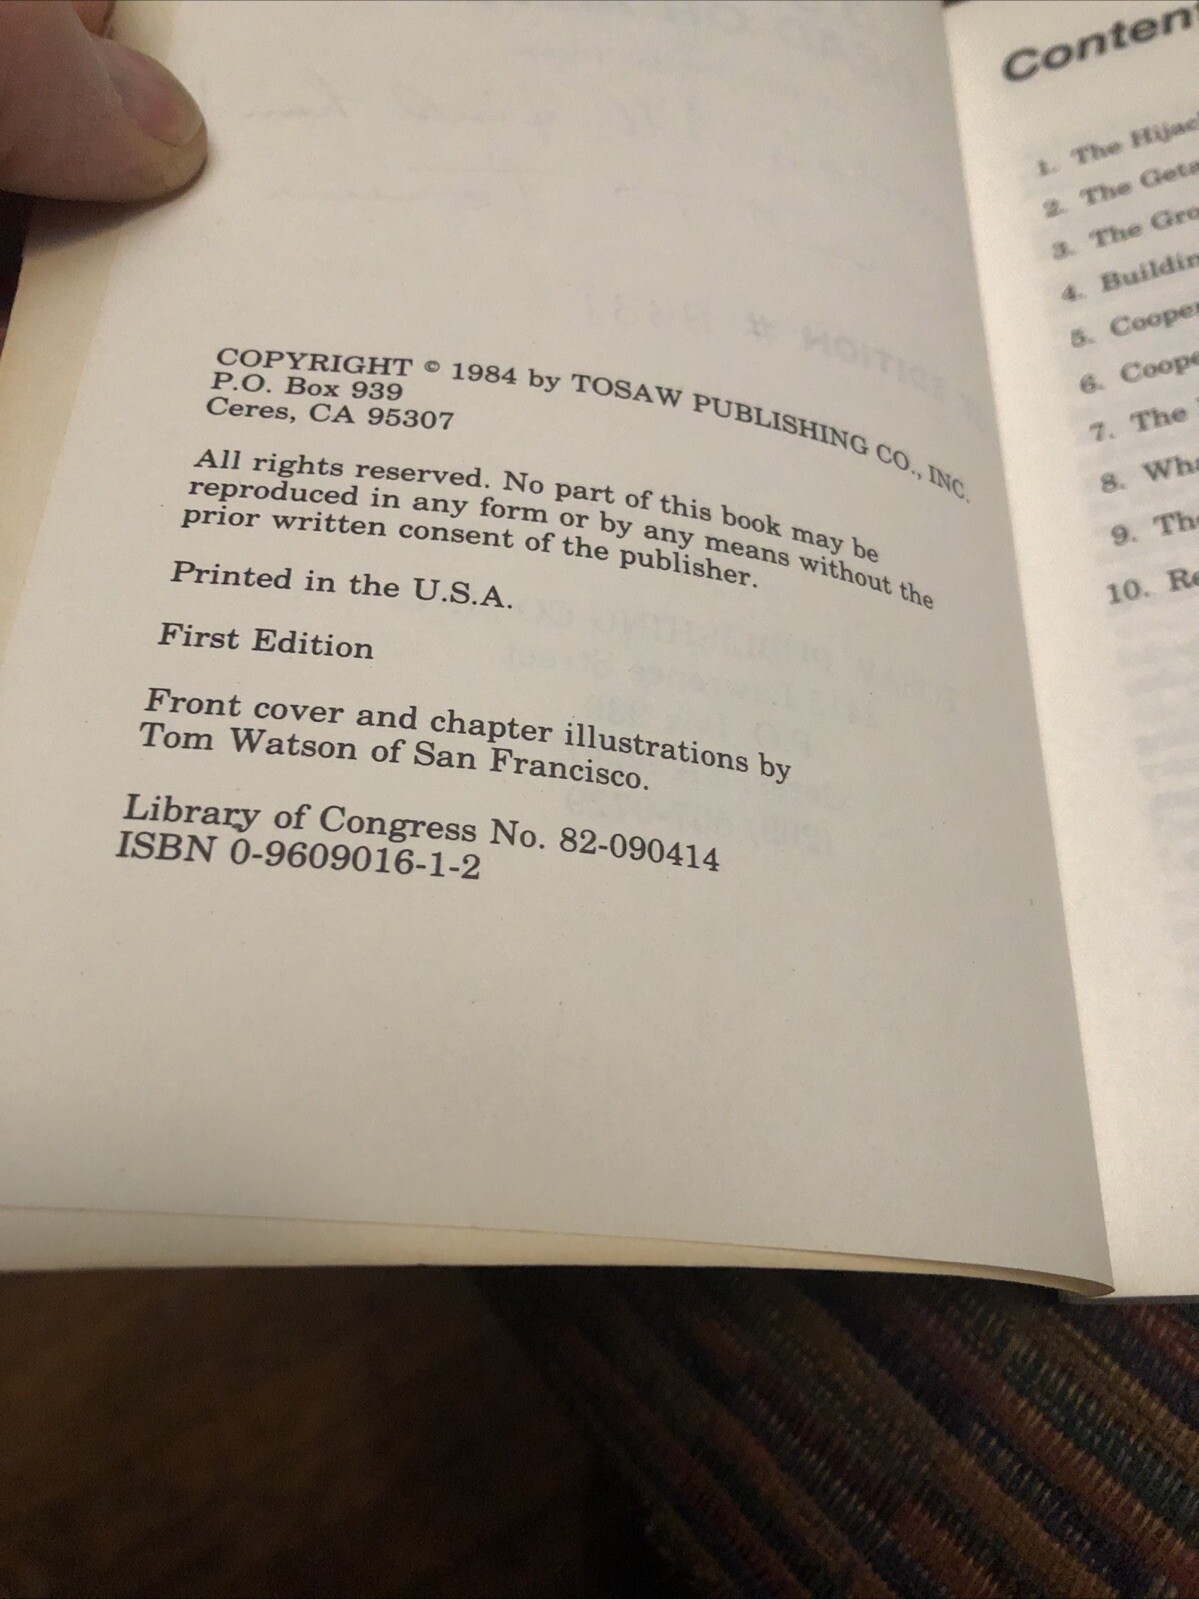 COPYRIGHT © 1984 by TOSAW PUBLISHING CO., INC.
P.O. Box 939
Ceres, CA 95307
All rights reserved. No part of this book may be
reproduced in any form or by any means without the
prior written consent of the publisher.
Printed in the U.S.A.
First Edition
Front cover and chapter illustrations by
Tom Watson of San Francisco.
Library of Congress No. 82-090414
ISBN 0-9609016-1-2
Conten
1. The Hijac
2. The Geta
3. The Gro
4. Buildin
5. Cooper
6. Coope
7. The
8. Wha
9. The
10. Re